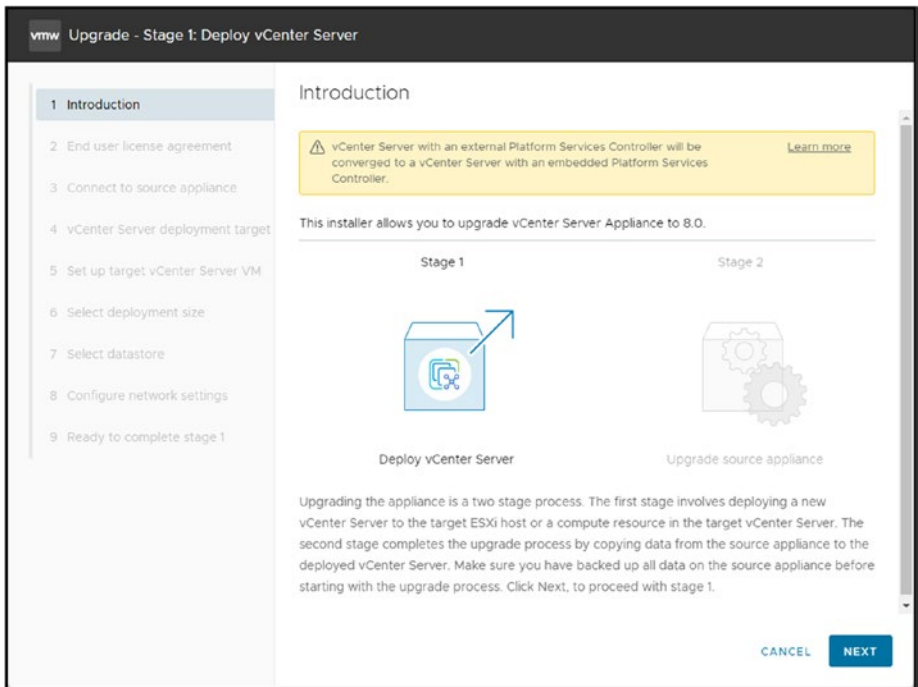 vmw Upgrade - Stage 1: Deploy vCenter Server
1 Introduction
2 End user license agreement
3 Connect to source appliance
4 vCenter Server deployment target
5 Set up target vCenter Server VM
6 Select deployment size
7 Select datastore
8 Configure network settings
9 Ready to complete stage 1
Introduction
vCenter Server with an external Platform Services Controller will be
converged to a vCenter Server with an embedded Platform Services
Controller.
Learn more
This installer allows you to upgrade vCenter Server Appliance to 8.0.
Stage 1
Stage 2
Deploy vCenter Server
Upgrade source appliance
Upgrading the appliance is a two stage process. The first stage involves deploying a new
vCenter Server to the target ESXi host or a compute resource in the target vCenter Server. The
second stage completes the upgrade process by copying data from the source appliance to the
deployed vCenter Server. Make sure you have backed up all data on the source appliance before
starting with the upgrade process. Click Next, to proceed with stage 1.
CANCEL
NEXT